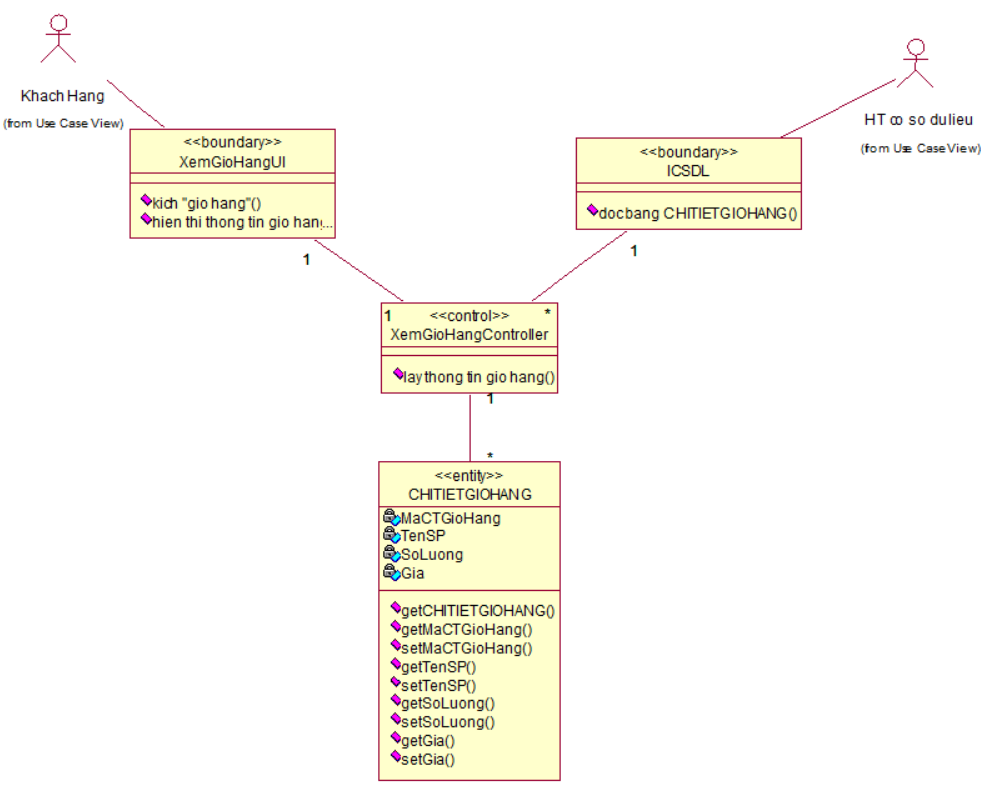 Khach Hang
(from Use Case View)
HT co so dulieu
(from Use Case View)
<<boundary>>
XemGioHangUI
kich "gio hang"()
hien thi thong tin gio hang...
1
<<boundary>>
ICSDL
docbang CHITIETGIOHANG()
1
1
<<control>>
*
XemGioHangController
lay thong tin gio hang()
1
*
<<entity>>
CHITIETGIOHANG
MaCTGioHang
TenSP
SoLuong
Gia
getCHITIETGIOHANG()
getMaCTGioHang()
setMaCTGioHang()
getTenSP()
setTenSP()
getSoLuong()
setSoLuong()
getGia()
setGia()